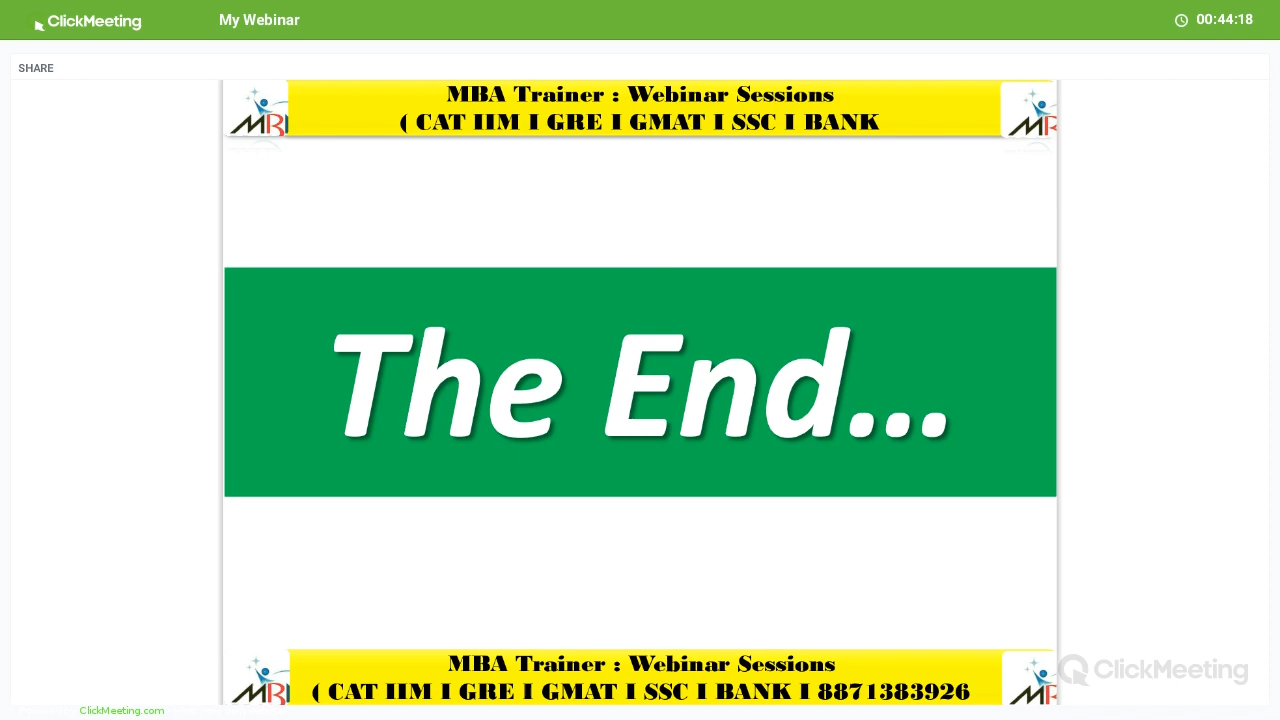 ClickMeeting
My Webinar
00:44:18
SHARE
MBA Trainer : Webinar Sessions
( CAT IIM I GRE I GMAT I SSC I BANK
The End...
MBA Trainer : Webinar Sessions
( CAT IIM I GRE I GMAT I SSC I BANK I 8871383926
ClickMeeting
ClickMeeting.com